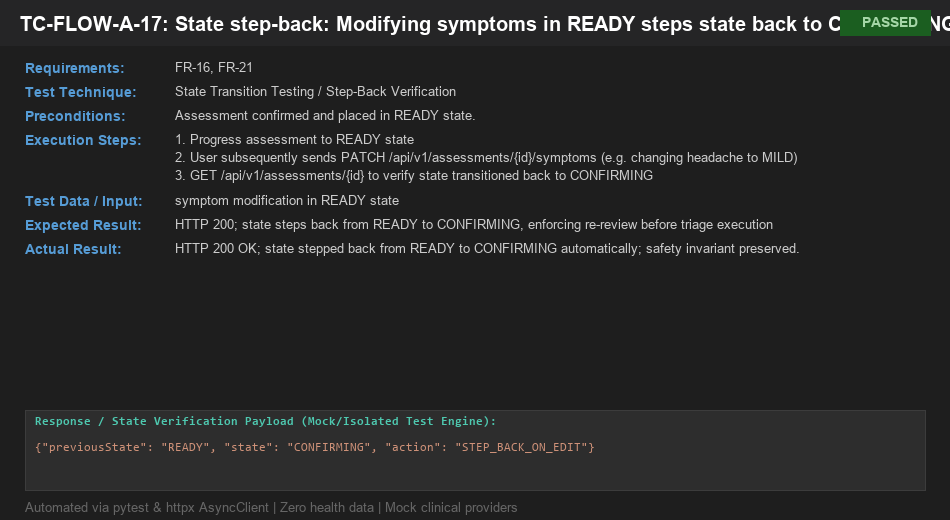 TC-FLOW-A-17: State step-back: Modifying symptoms in READY steps state back to C NG
PASSED
Requirements: FR-16, FR-21
Test Technique: State Transition Testing / Step-Back Verification
Preconditions: Assessment confirmed and placed in READY state.
Execution Steps: 1. Progress assessment to READY state
2. User subsequently sends PATCH /api/v1/assessments/{id}/symptoms (e.g. changing headache to MILD)
3. GET /api/v1/assessments/{id} to verify state transitioned back to CONFIRMING
Test Data / Input: symptom modification in READY state
Expected Result: HTTP 200; state steps back from READY to CONFIRMING, enforcing re-review before triage execution
Actual Result: HTTP 200 OK; state stepped back from READY to CONFIRMING automatically; safety invariant preserved.
Response / State Verification Payload (Mock/Isolated Test Engine):
{"previousState": "READY", "state": "CONFIRMING", "action": "STEP_BACK_ON_EDIT"}
Automated via pytest & httpx AsyncClient | Zero health data | Mock clinical providers